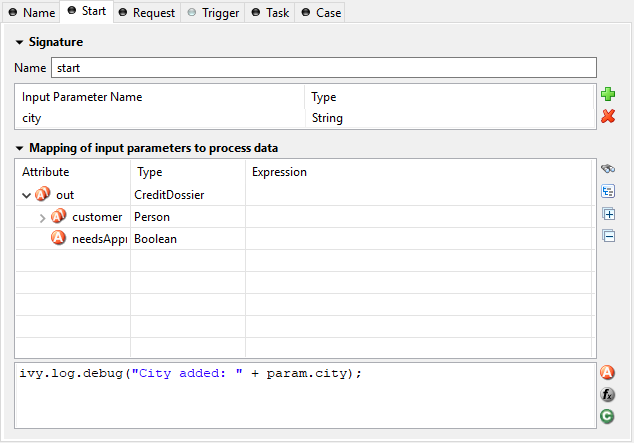 Name Start Request Trigger Task Case
Signature
Name start
Input Parameter Name Type
city String
Mapping of input parameters to process data
Attribute Type Expression
out CreditDossier
customer Person
needsAppr Boolean
ivy.log.debug("City added: " + param.city);